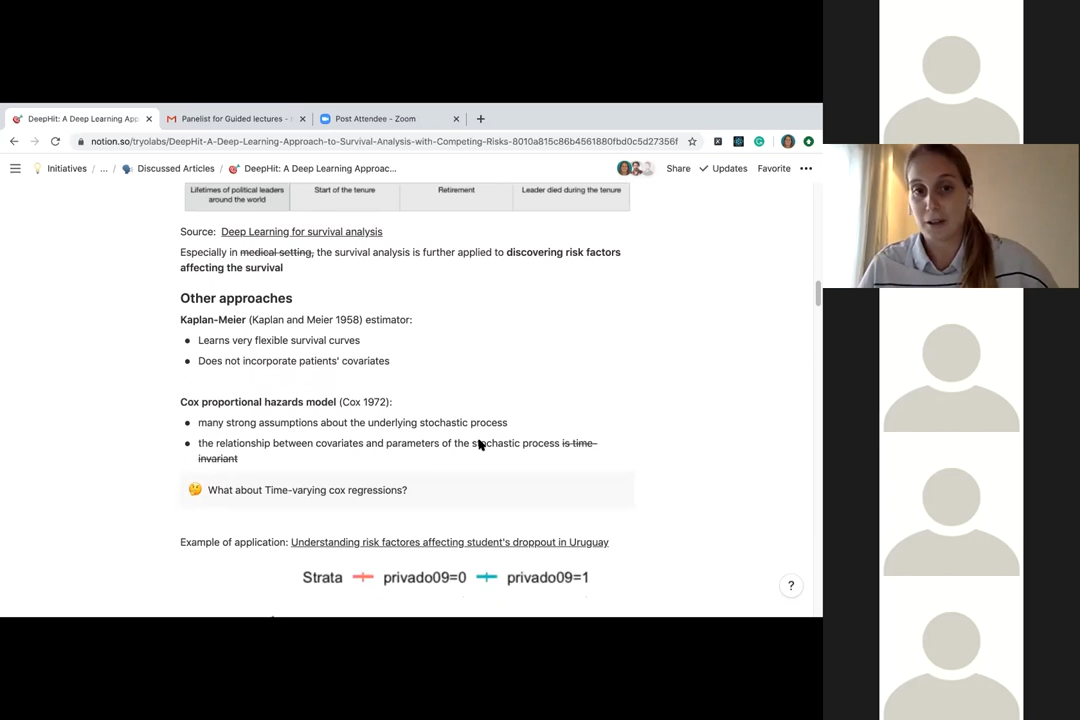 DeepHit: A Deep Learning App
Panelist for Guided lectures -
Post Attendee - Zoom
notion.so/tryolabs/DeepHit-A-Deep-Learning-Approach-to-Survival-Analysis-with-Competing-Risks-8010a815c86b4561880fbd0c5d27356f
Initiatives / ... / Discussed Articles / DeepHit: A Deep Learning Approac...
Share Updates Favorite
Lifetimes of political leaders
around the world
Start of the tenure
Retirement
Leader died during the tenure
Source: Deep Learning for survival analysis
Especially in medical setting, the survival analysis is further applied to discovering risk factors
affecting the survival
Other approaches
Kaplan-Meier (Kaplan and Meier 1958) estimator:
Learns very flexible survival curves
Does not incorporate patients' covariates
Cox proportional hazards model (Cox 1972):
many strong assumptions about the underlying stochastic process
the relationship between covariates and parameters of the stochastic process is time-
invariant
What about Time-varying cox regressions?
Example of application: Understanding risk factores affecting student's droppout in Uruguay
Strata privado09=0 privado09=1
?